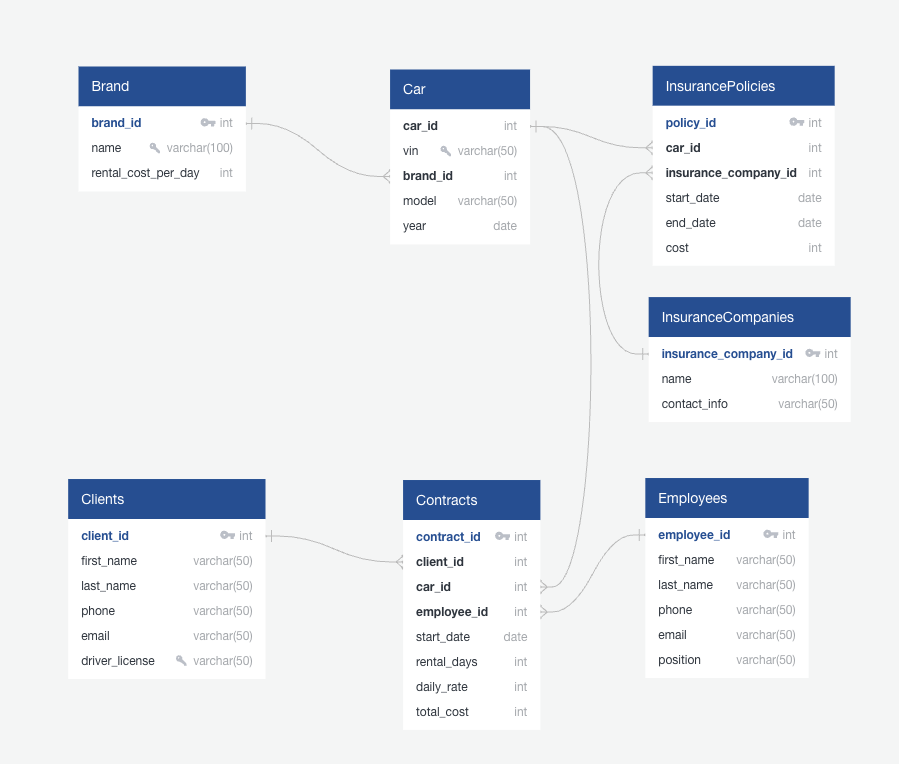 Brand
brand_id int
name varchar(100)
rental_cost_per_day int
Car
car_id int
vin varchar(50)
brand_id int
model varchar(50)
year date
InsurancePolicies
policy_id int
car_id int
insurance_company_id int
start_date date
end_date date
cost int
InsuranceCompanies
insurance_company_id int
name varchar(100)
contact_info varchar(50)
Clients
client_id int
first_name varchar(50)
last_name varchar(50)
phone varchar(50)
email varchar(50)
driver_license varchar(50)
Contracts
contract_id int
client_id int
car_id int
employee_id int
start_date date
rental_days int
daily_rate int
total_cost int
Employees
employee_id int
first_name varchar(50)
last_name varchar(50)
phone varchar(50)
email varchar(50)
position varchar(50)